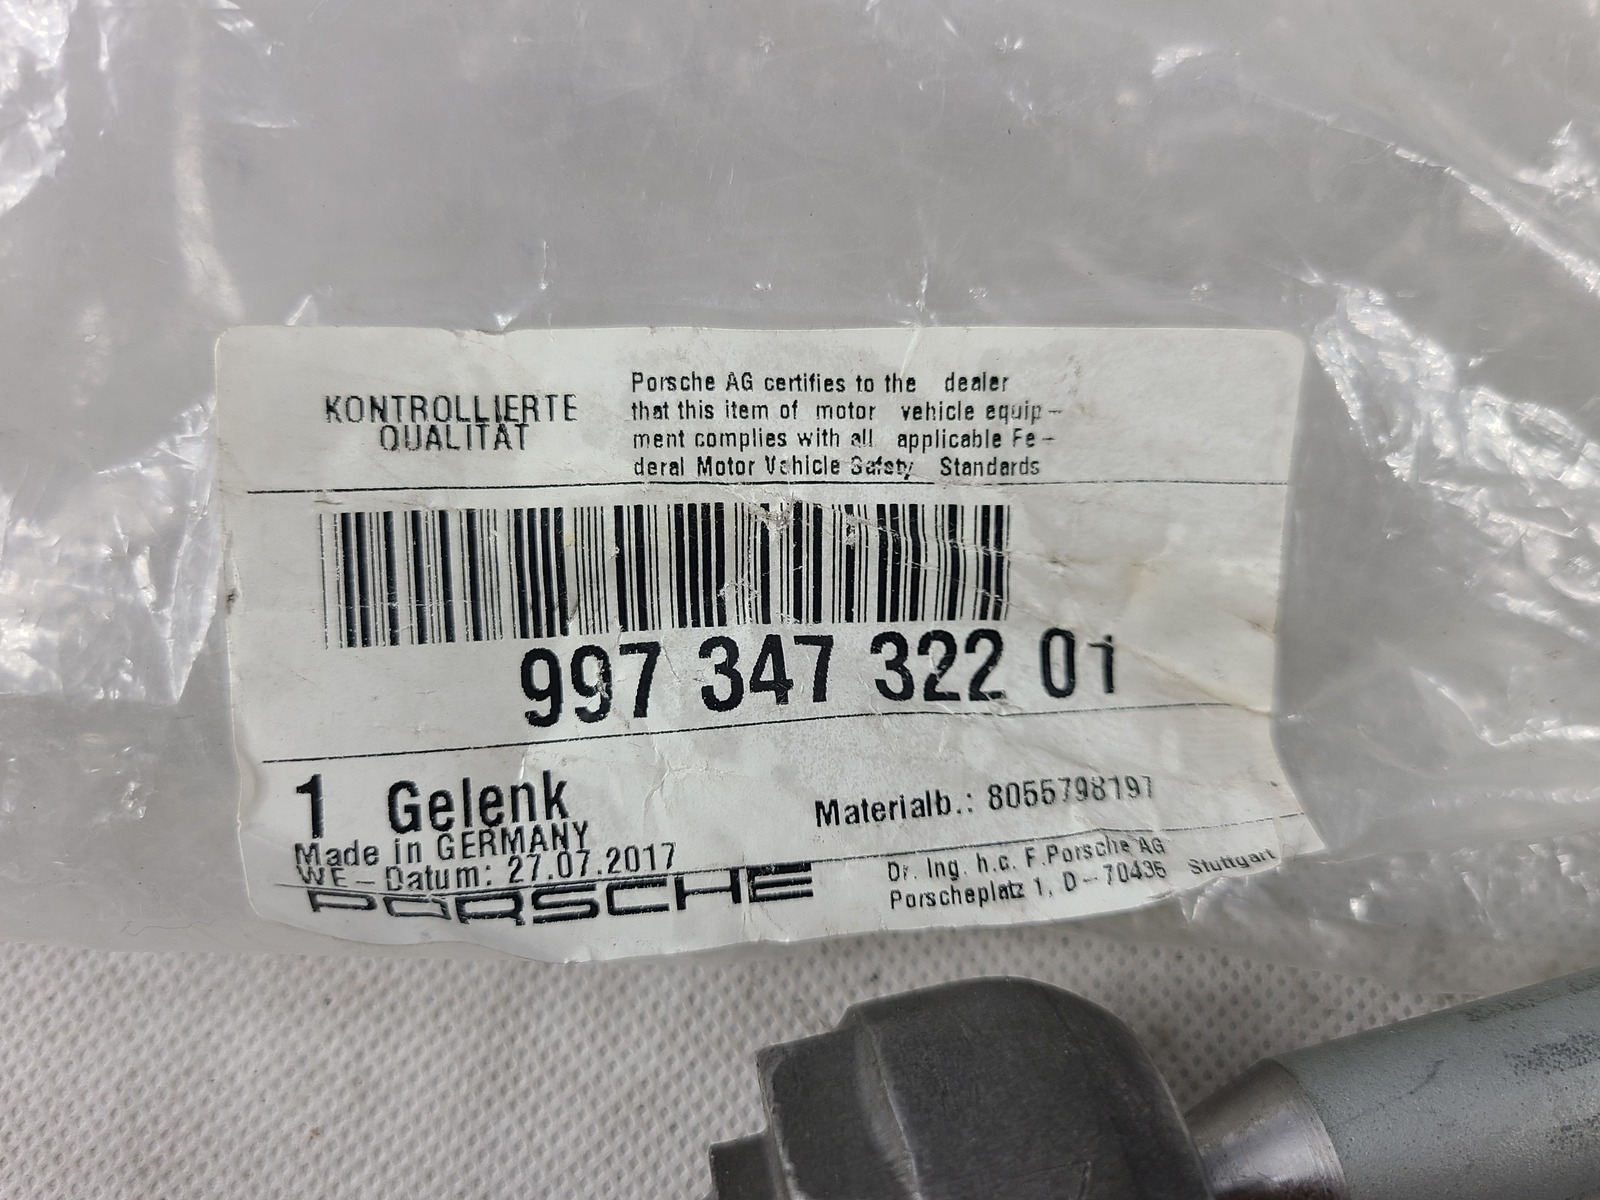 KONTROLLIERTE
QUALITÄT
Porsche AG certifies to the dealer
that this item of motor vehicle equip-
ment complies with all applicable Fe-
deral Motor Vehicle Safety Standards
997 347 322 01
1 Gelenk
Materialb.: 8055798197
Made in GERMANY
WE-Datum: 27.07.2017
PORSCHE
Dr. Ing. h.c. F.Porsche AG
Porscheplatz 1, D-70435 Stuttgart